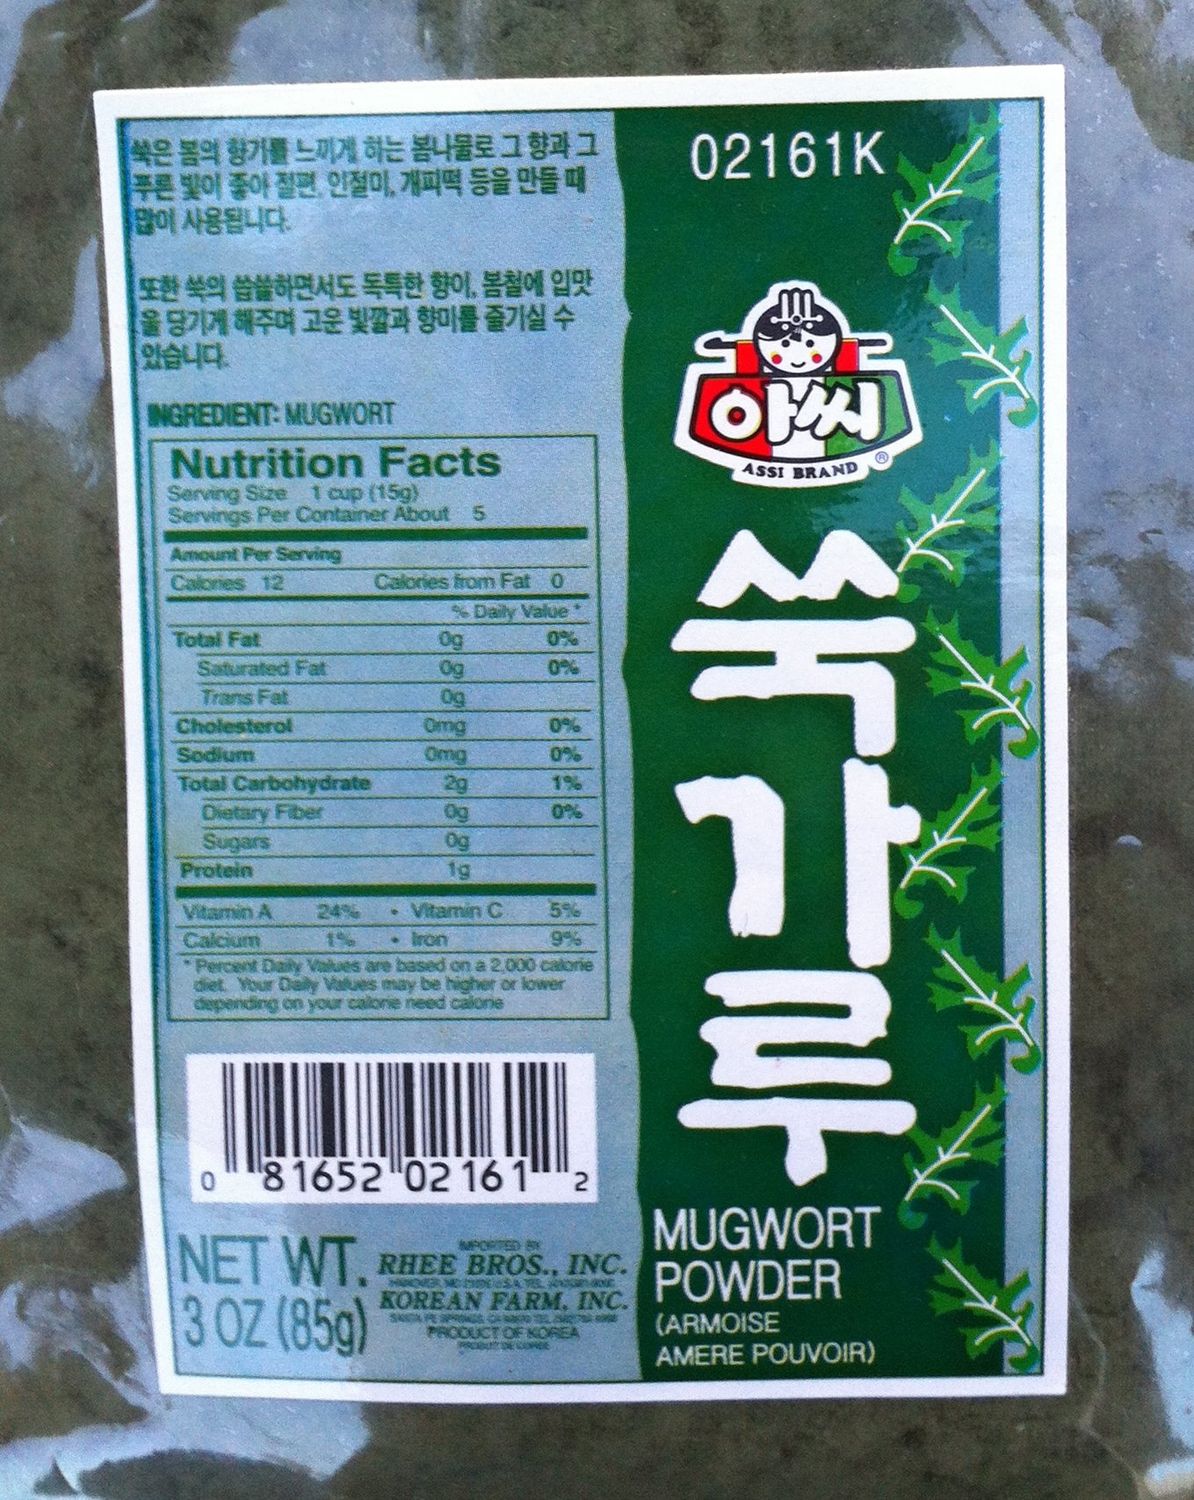 쑥은 봄의 향기를 느끼게 하는 봄나물로 그 향과 그
푸른 빛이 좋아 절편, 인절미, 개피떡 등을 만들 때
많이 사용됩니다.
또한 쑥의 씁쓸하면서도 독특한 향이, 봄철에 입맛
을 당기게 해주며 고운 빛깔과 향미를 즐기실 수
있습니다.
INGREDIENT: MUGWORT
Nutrition Facts
Serving Size 1 cup (15g)
Servings Per Container About 5
Amount Per Serving
Calories 12 Calories from Fat 0
% Daily Value *
Total Fat 0g 0%
Saturated Fat 0g 0%
Trans Fat 0g
Cholesterol 0mg 0%
Sodium 0mg 0%
Total Carbohydrate 2g 1%
Dietary Fiber 0g 0%
Sugars 0g
Protein 1g
Vitamin A 24% • Vitamin C 5%
Calcium 1% • Iron 9%
* Percent Daily Values are based on a 2,000 calorie
diet. Your Daily Values may be higher or lower
depending on your calorie need calorie
0 81652 02161 2
NET WT.
3 OZ (85g)
IMPORTED BY
RHEE BROS., INC.
KOREAN FARM, INC.
PRODUCT OF KOREA
02161K
아씨
ASSI BRAND ®
쑥가루
MUGWORT
POWDER
(ARMOISE
AMERE POUVOIR)